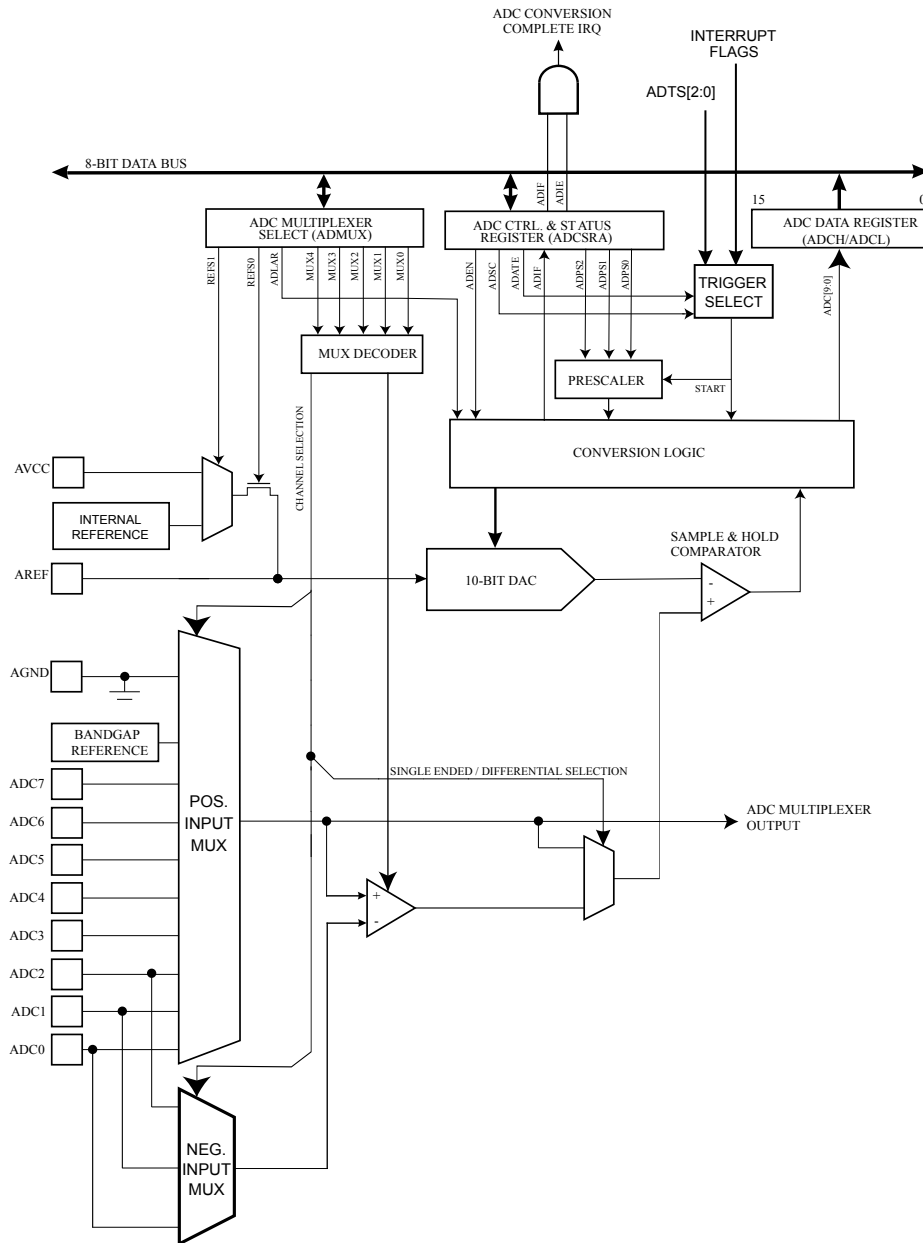 ADC CONVERSION
COMPLETE IRQ
INTERRUPT
FLAGS
ADTS[2:0]
8-BIT DATA BUS
ADIF
ADIE
15
0
ADC MULTIPLEXER
SELECT (ADMUX)
ADC CTRL. & STATUS
REGISTER (ADCSRA)
ADC DATA REGISTER
(ADCH/ADCL)
REFS1
REFS0
ADLAR
MUX4
MUX3
MUX2
MUX1
MUX0
ADEN
ADSC
ADATE
ADIF
ADPS2
ADPS1
ADPS0
TRIGGER
SELECT
ADC[9:0]
MUX DECODER
PRESCALER
START
CHANNEL SELECTION
CONVERSION LOGIC
AVCC
INTERNAL
REFERENCE
SAMPLE & HOLD
COMPARATOR
AREF
10-BIT DAC
-
+
AGND
BANDGAP
REFERENCE
SINGLE ENDED / DIFFERENTIAL SELECTION
ADC7
ADC6
ADC5
ADC4
ADC3
ADC2
ADC1
ADC0
POS.
INPUT
MUX
ADC MULTIPLEXER
OUTPUT
+
-
NEG.
INPUT
MUX